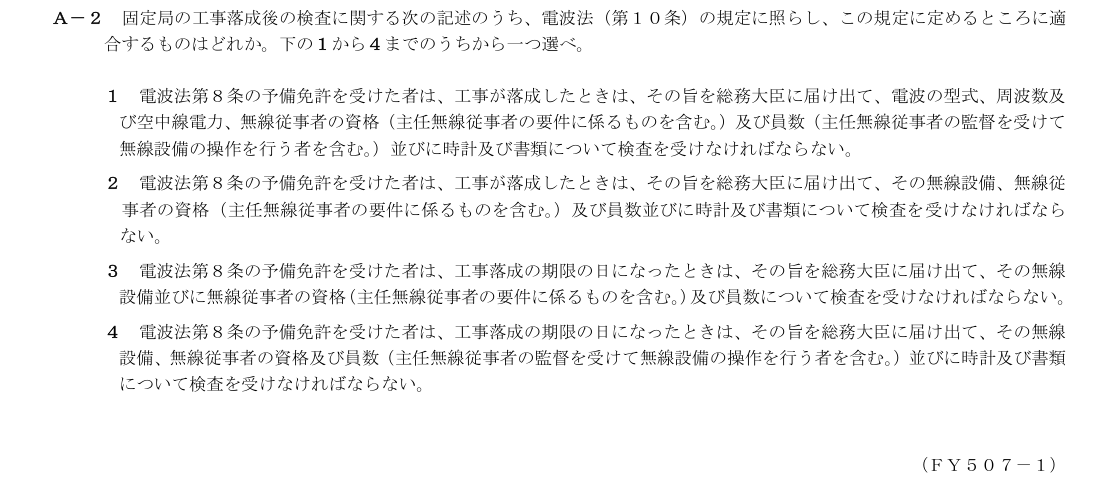 Ａ－２　固定局の工事落成後の検査に関する次の記述のうち、電波法（第１０条）の規定に照らし、この規定に定めるところに適
合するものはどれか。下の１から４までのうちから一つ選べ。
１　電波法第８条の予備免許を受けた者は、工事が落成したときは、その旨を総務大臣に届け出て、電波の型式、周波数及
び空中線電力、無線従事者の資格（主任無線従事者の要件に係るものを含む。）及び員数（主任無線従事者の監督を受けて
無線設備の操作を行う者を含む。）並びに時計及び書類について検査を受けなければならない。
２　電波法第８条の予備免許を受けた者は、工事が落成したときは、その旨を総務大臣に届け出て、その無線設備、無線従
事者の資格（主任無線従事者の要件に係るものを含む。）及び員数並びに時計及び書類について検査を受けなければなら
ない。
３　電波法第８条の予備免許を受けた者は、工事落成の期限の日になったときは、その旨を総務大臣に届け出て、その無線
設備並びに無線従事者の資格（主任無線従事者の要件に係るものを含む。）及び員数について検査を受けなければならない。
４　電波法第８条の予備免許を受けた者は、工事落成の期限の日になったときは、その旨を総務大臣に届け出て、その無線
設備、無線従事者の資格及び員数（主任無線従事者の監督を受けて無線設備の操作を行う者を含む。）並びに時計及び書類
について検査を受けなければならない。
（ＦＹ５０７－１）